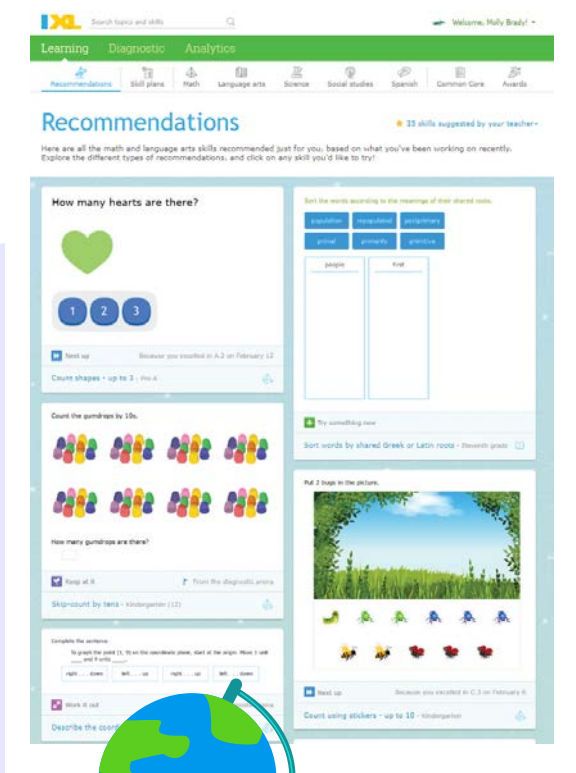 IXL
Search topics and skills
Welcome, Molly Brady!
Learning Diagnostic Analytics
Recommendations Skill plans Math Language arts Science Social studies Spanish Common Core Awards
Recommendations
35 skills suggested by your teacher
Here are all the math and language arts skills recommended just for you, based on what you've been working on recently.
Explore the different types of recommendations, and click on any skill you'd like to try!
How many hearts are there?
1 2 3
Next up Because you excelled in A.2 on February 12
Count shapes - up to 3 | Pre-K
Count the gumdrops by 10s.
How many gumdrops are there?
Keep at it From the diagnostic arena
Skip-count by tens - Kindergarten (12)
Complete the sentence.
To graph the point (1, 9) on the coordinate plane, start at the origin. Move 1 unit
____ and 9 units ____.
right . . . down left . . . up right . . . up left . . . down
Work it out
Describe the coord
Sort the words according to the meanings of their shared roots.
population repopulated
primal primarily primitive
people first
Try something new
Sort words by shared Greek or Latin roots - Eleventh grade
Put 2 bugs in the picture.
Next up Because you excelled in C.3 on February 6
Count using stickers - up to 10 - Kindergarten